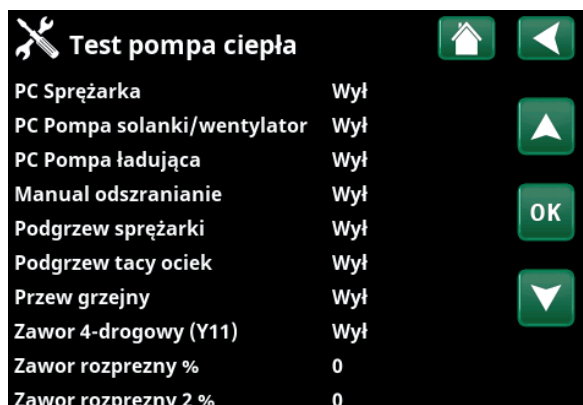 Test pompa ciepła
PC Sprężarka Wył
PC Pompa solanki/wentylator Wył
PC Pompa ładująca Wył
Manual odszranianie Wył
Podgrzew sprężarki Wył
Podgrzew tacy ociek Wył
Przew grzejny Wył
Zawor 4-drogowy (Y11) Wył
Zawor rozprezny % 0
Zawor rozprezny 2 % 0
OK